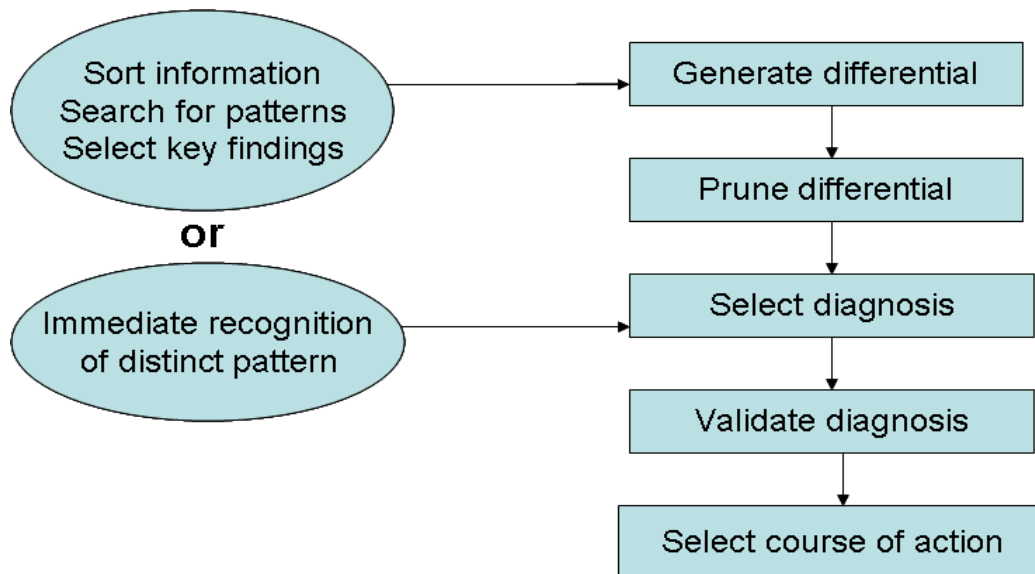 Sort information
Search for patterns
Select key findings
or
Immediate recognition
of distinct pattern
Generate differential
Prune differential
Select diagnosis
Validate diagnosis
Select course of action